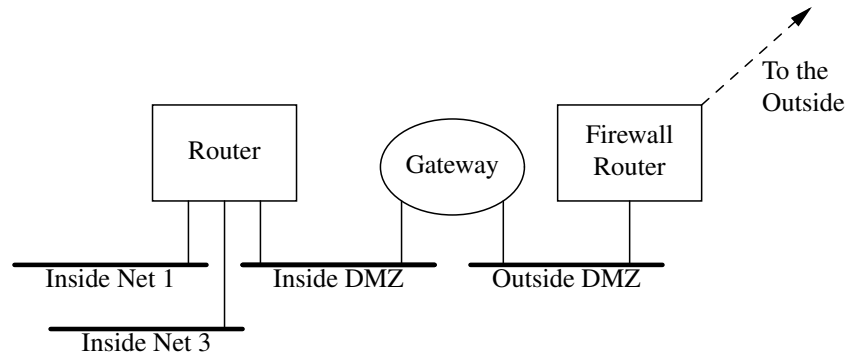 To the
Outside
Router
Gateway
Firewall
Router
Inside Net 1
Inside DMZ
Outside DMZ
Inside Net 3